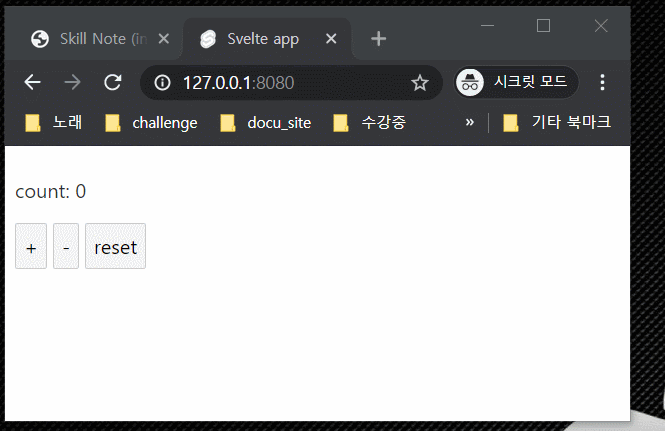 Skill Note (in
Svelte app
127.0.0.1:8080
시크릿 모드
노래
challenge
docu_site
수강중
»
기타 북마크
count: 0
+
-
reset